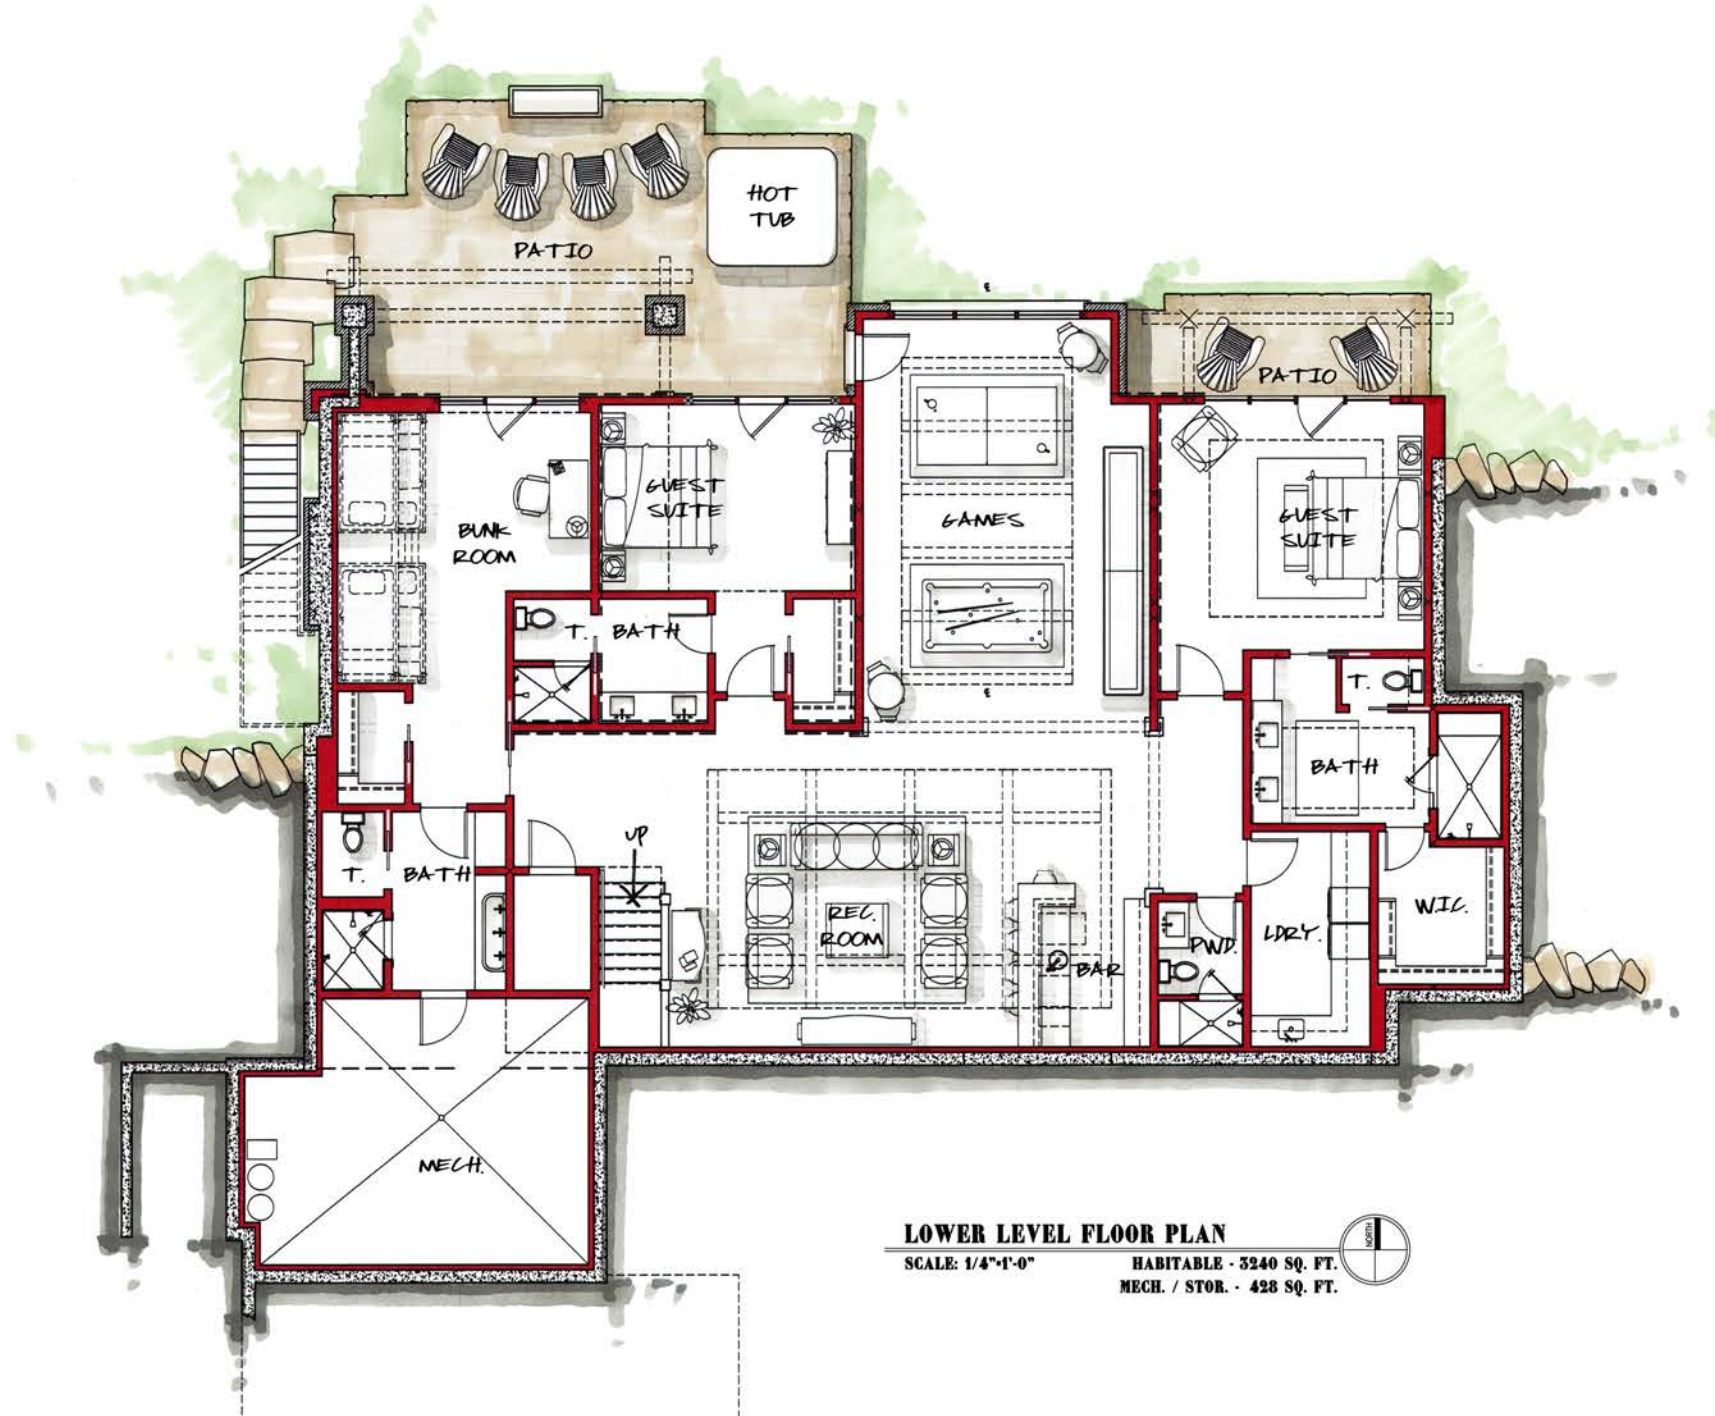 HOT
TUB
PATIO
PATIO
GUEST
SUITE
GAMES
GUEST
SUITE
BUNK
ROOM
T.
BATH
T.
BATH
UP
T.
BATH
REC.
ROOM
BAR
PWD.
LDRY.
W.I.C.
MECH.
LOWER LEVEL FLOOR PLAN
SCALE: 1/4"=1'-0"
HABITABLE - 3240 SQ. FT.
MECH. / STOR. - 428 SQ. FT.
NORTH